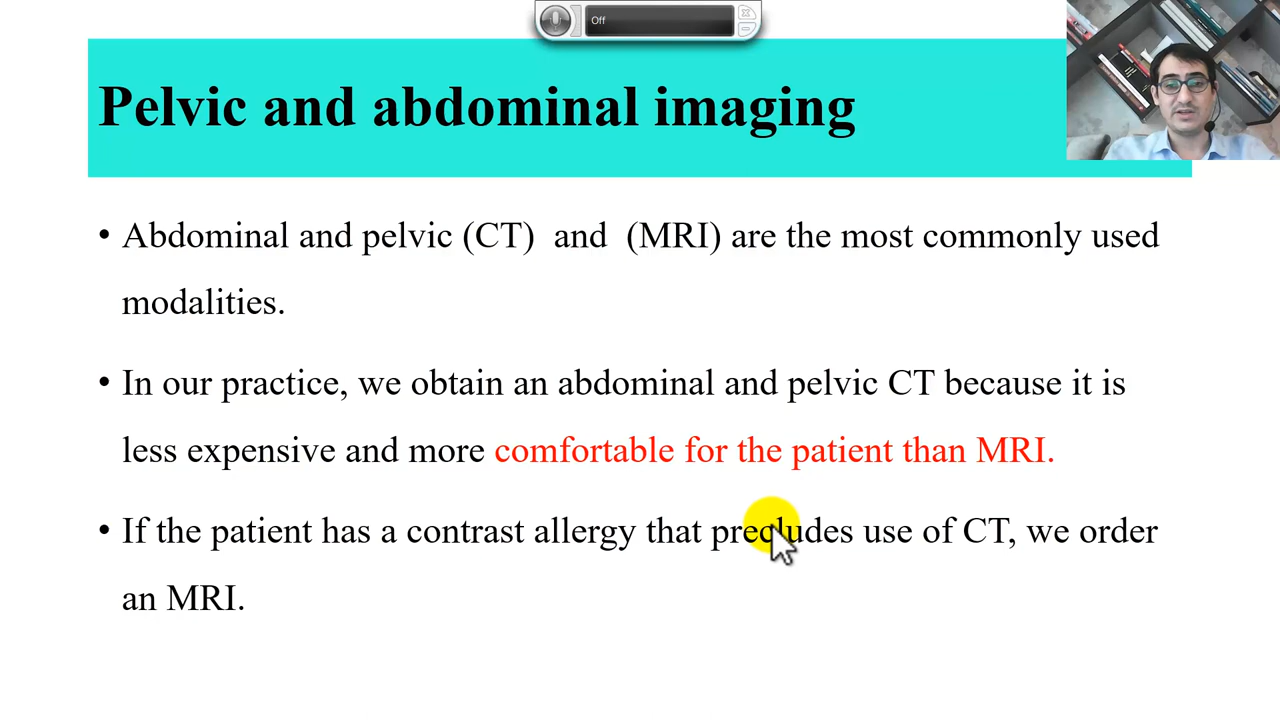 Off
Pelvic and abdominal imaging
• Abdominal and pelvic (CT) and (MRI) are the most commonly used
modalities.
• In our practice, we obtain an abdominal and pelvic CT because it is
less expensive and more comfortable for the patient than MRI.
• If the patient has a contrast allergy that precludes use of CT, we order
an MRI.